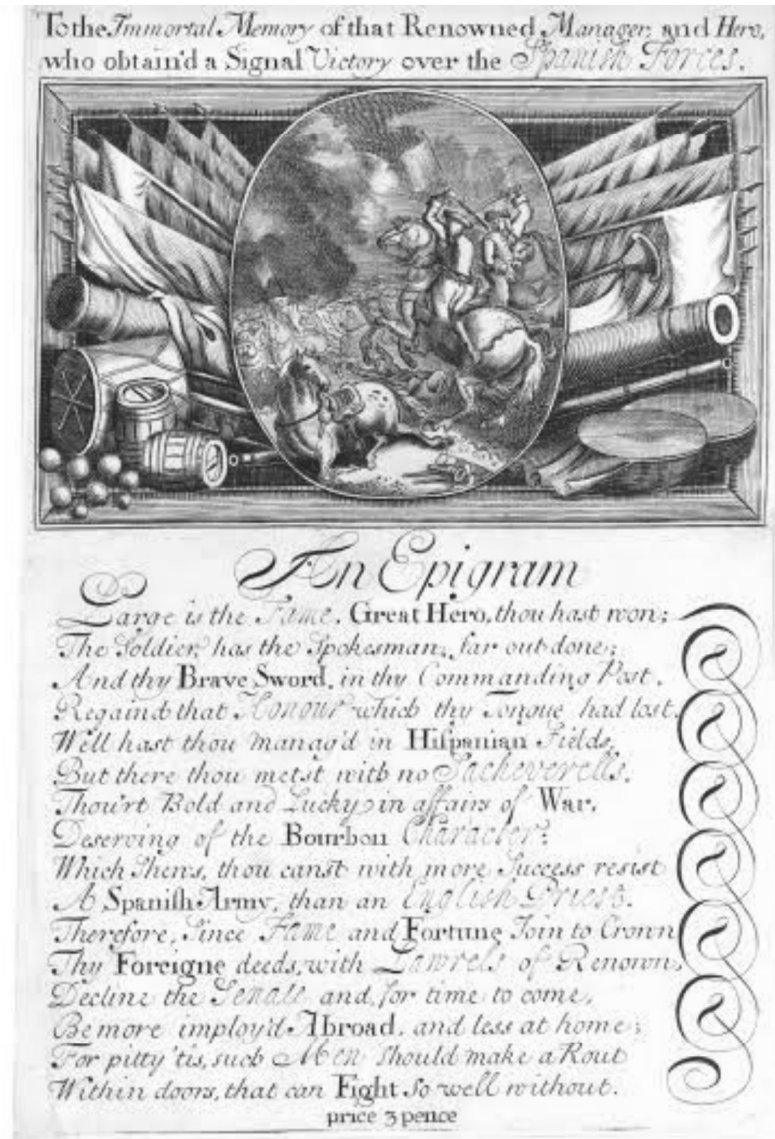 To the Immortal Memory of that Renowned Manager, and Hero,
who obtain'd a Signal Victory over the Spanish Forces.
An Epigram
Large is the Fame, Great Hero, thou hast won;
The Soldier, has the Spokesman, far out done;
And thy Brave Sword, in thy Commanding Post,
Regaind that Honour which thy Tongue had lost.
Well hast thou manag'd in Hiſpanian Fields,
But there thou metst with no Sacheverells.
Thou'rt Bold and Lucky in affairs of War,
Deserving of the Bourbon Character:
Which Shews, thou canst with more Success resist
A Spaniſh Army, than an English Priest.
Therefore, Since Fame and Fortune Join to Crown
Thy Foreigne deeds, with Lawrels of Renown,
Decline the Senate and, for time to come,
Be more imploy'd Abroad, and less at home;
For pitty 'tis, such Men Should make a Rout
Within doors, that can Fight So well without.
price 3 pence